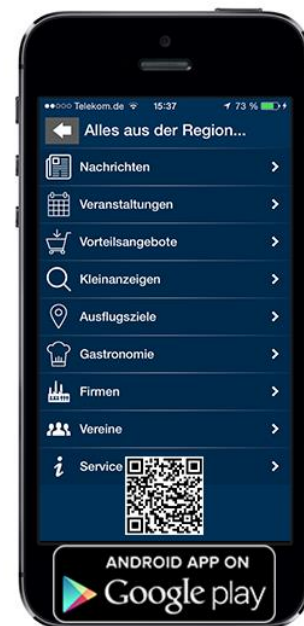 Telekom.de 15:37 73 %
Alles aus der Region...
Nachrichten
Veranstaltungen
Vorteilsangebote
Kleinanzeigen
Ausflugsziele
Gastronomie
Firmen
Vereine
Service
ANDROID APP ON
Google play